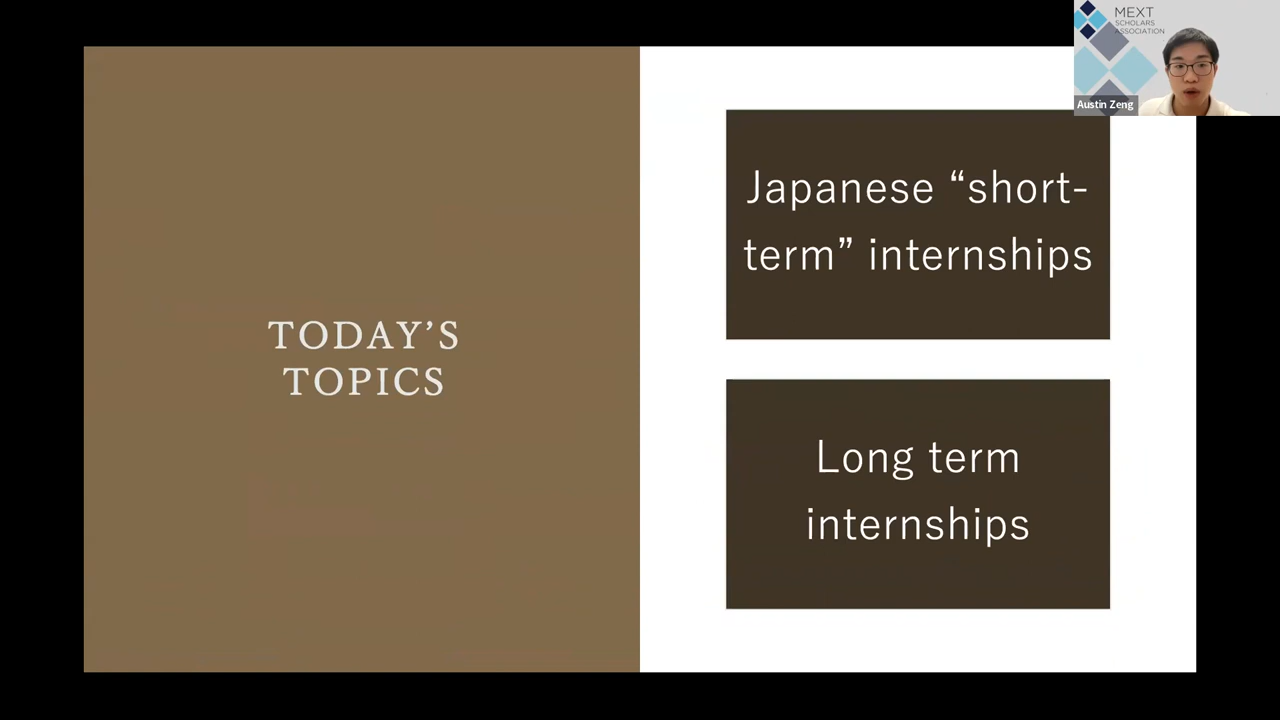 TODAY’S
TOPICS
Japanese “short-
term” internships
Long term
internships
MEXT
SCHOLARS
ASSOCIATION
Austin Zeng